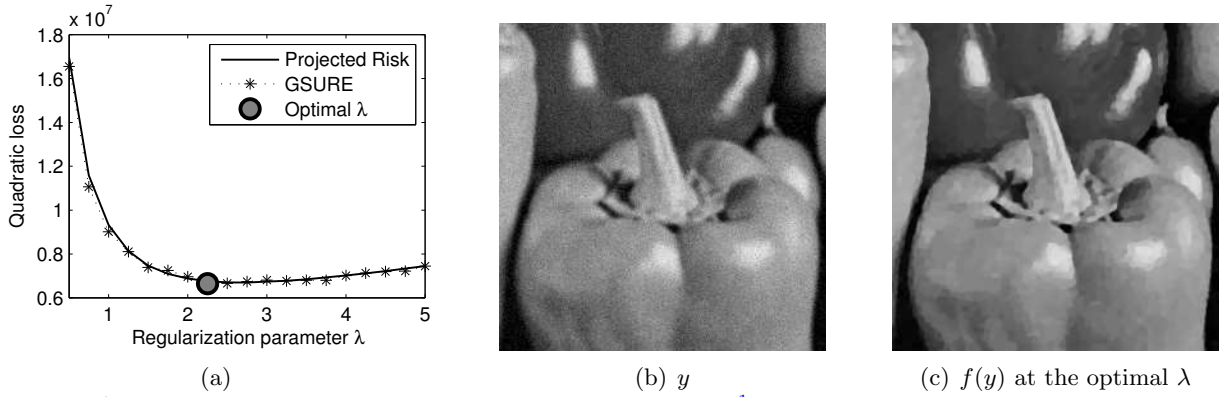 x 10^7
1.8
1.6
1.4
1.2
1
0.8
0.6
Quadratic loss
Projected Risk
GSURE
Optimal λ
1 2 3 4 5
Regularization parameter λ
(a)
(b) y
(c) f(y) at the optimal λ
1